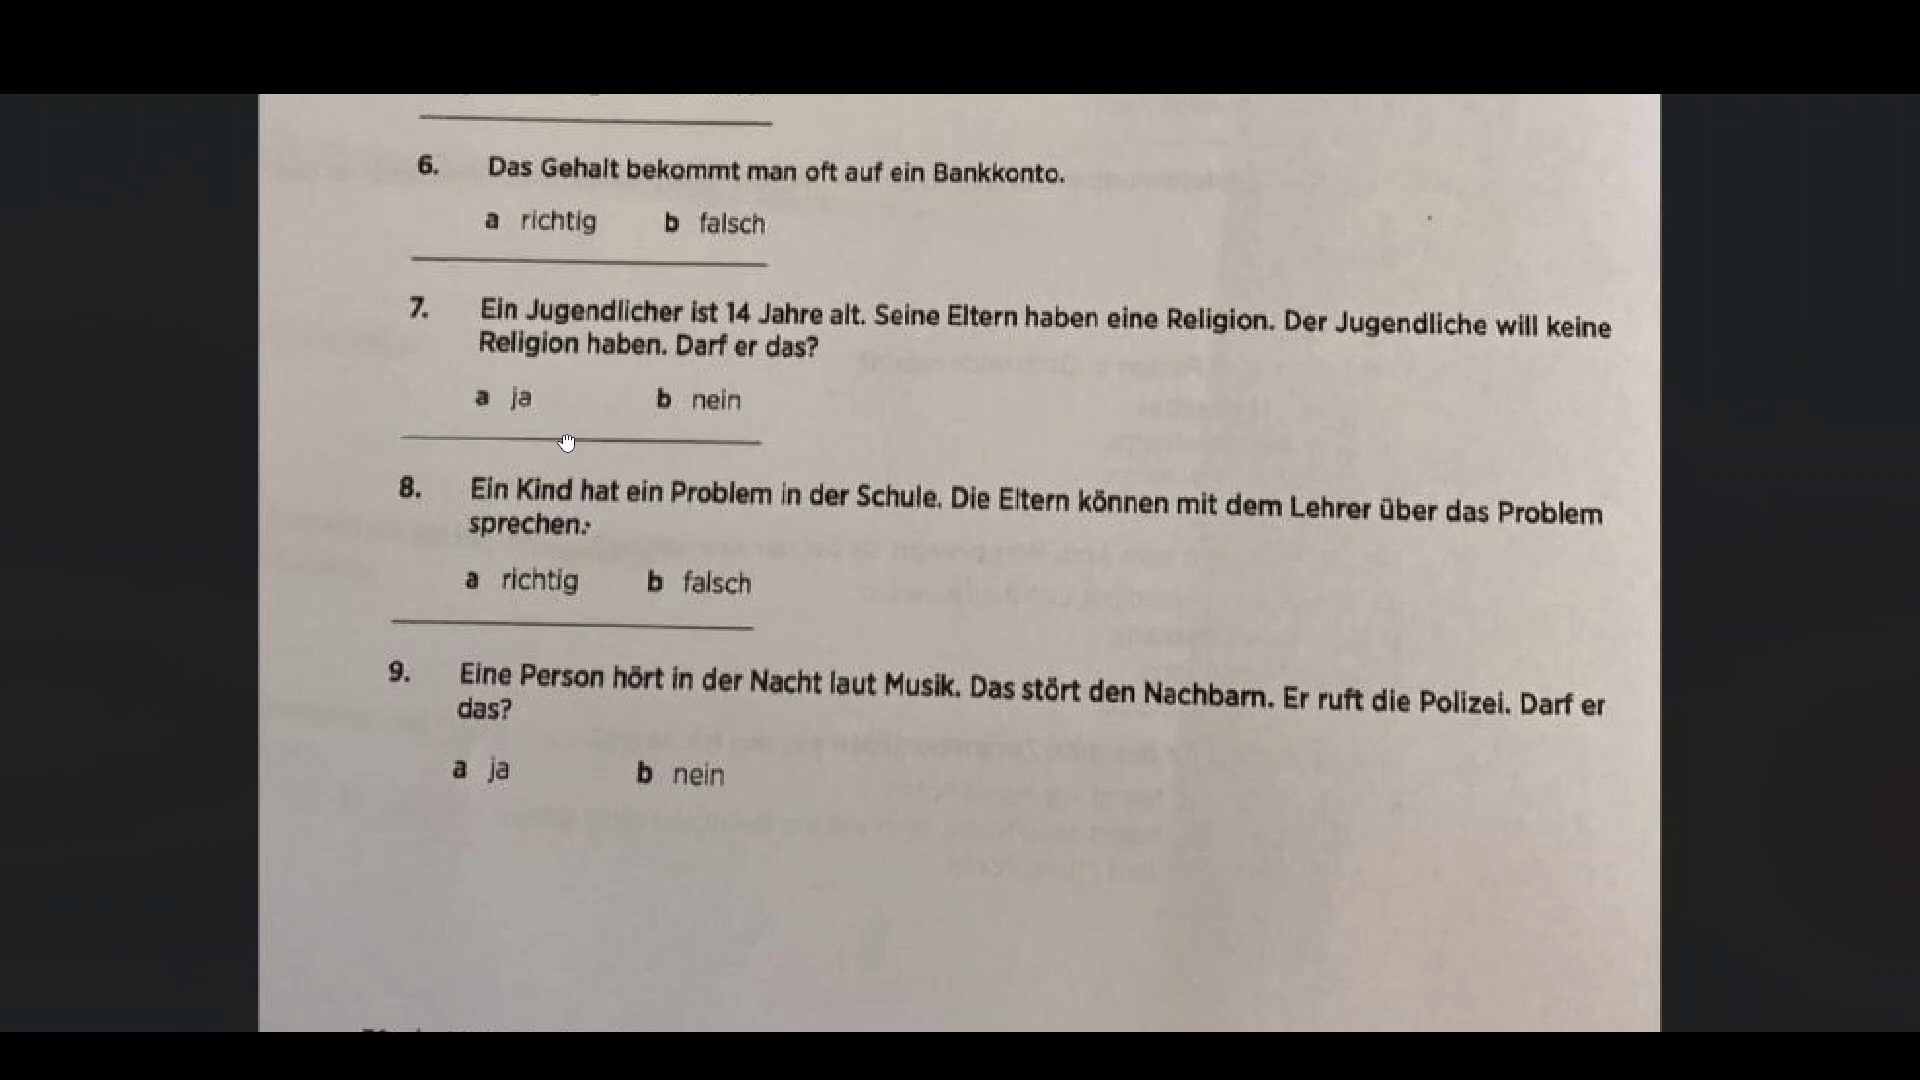 6. Das Gehalt bekommt man oft auf ein Bankkonto.
a richtig b falsch
7. Ein Jugendlicher ist 14 Jahre alt. Seine Eltern haben eine Religion. Der Jugendliche will keine
Religion haben. Darf er das?
a ja b nein
8. Ein Kind hat ein Problem in der Schule. Die Eltern können mit dem Lehrer über das Problem
sprechen:
a richtig b falsch
9. Eine Person hört in der Nacht laut Musik. Das stört den Nachbarn. Er ruft die Polizei. Darf er
das?
a ja b nein